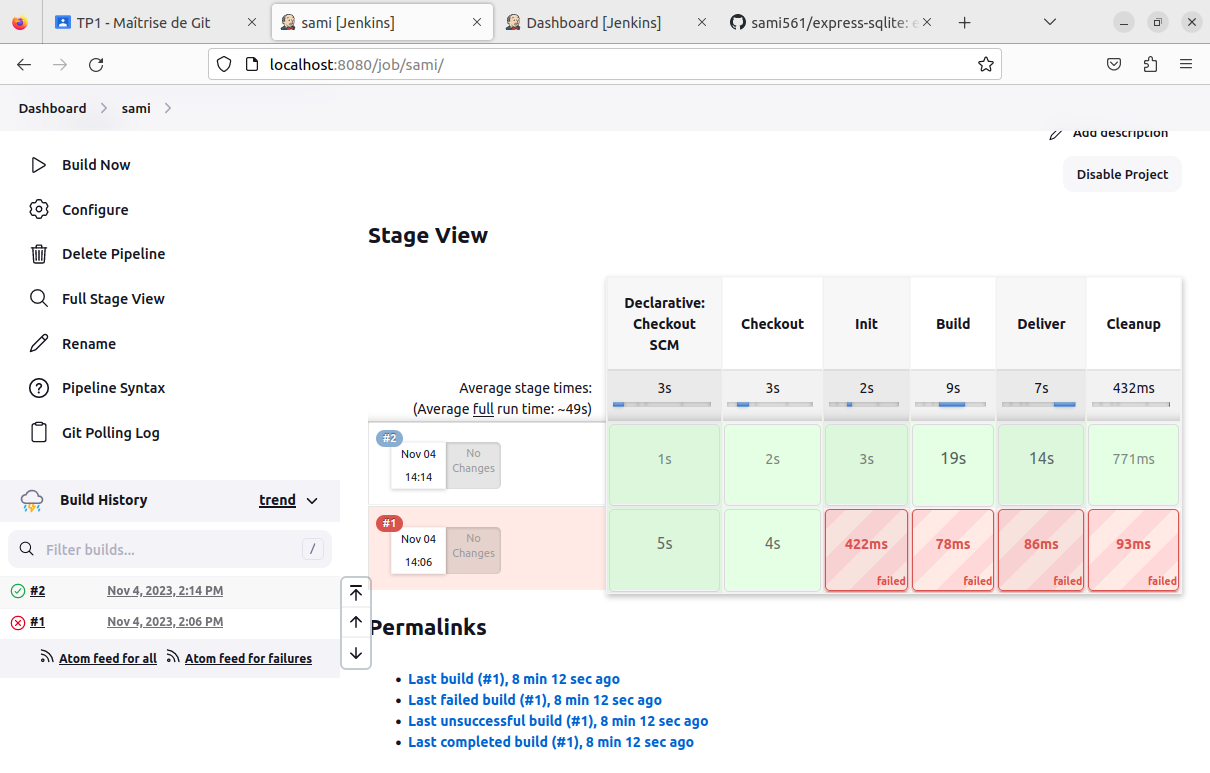 TP1 - Maîtrise de Git
sami [Jenkins]
Dashboard [Jenkins]
sami561/express-sqlite: e
localhost:8080/job/sami/
Dashboard
sami
Add description
Disable Project
Build Now
Configure
Delete Pipeline
Full Stage View
Rename
Pipeline Syntax
Git Polling Log
Build History
trend
Filter builds...
/
#2
Nov 4, 2023, 2:14 PM
#1
Nov 4, 2023, 2:06 PM
Atom feed for all
Atom feed for failures
Stage View
Declarative:
Checkout
SCM
Checkout
Init
Build
Deliver
Cleanup
Average stage times:
(Average full run time: ~49s)
3s
3s
2s
9s
7s
432ms
#2
Nov 04
14:14
No
Changes
1s
2s
3s
19s
14s
771ms
#1
Nov 04
14:06
No
Changes
5s
4s
422ms
failed
78ms
failed
86ms
failed
93ms
failed
Permalinks
Last build (#1), 8 min 12 sec ago
Last failed build (#1), 8 min 12 sec ago
Last unsuccessful build (#1), 8 min 12 sec ago
Last completed build (#1), 8 min 12 sec ago